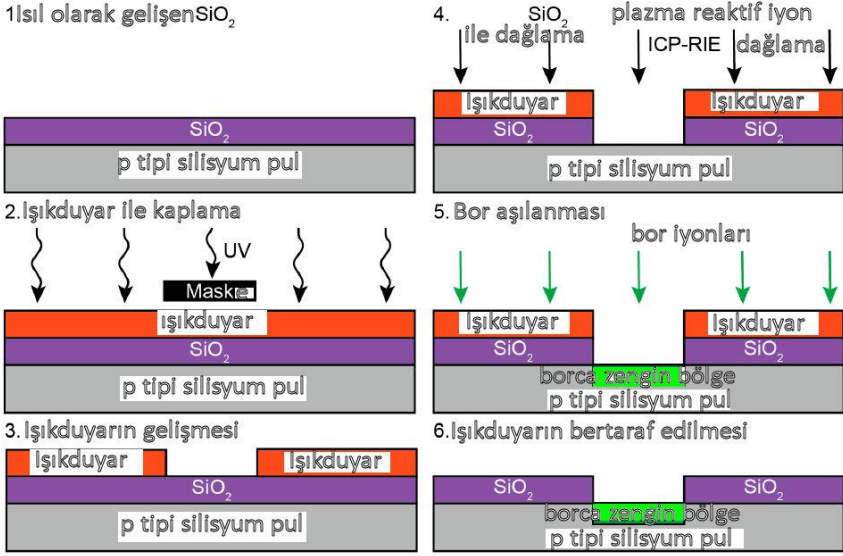 1Isıl olarak gelişenSiO2
SiO2
p tipi silisyum pul
2.Işıkduyar ile kaplama
UV
Maske
ışıkduyar
SiO2
p tipi silisyum pul
3.Işıkduyarın gelişmesi
Işıkduyar
Işıkduyar
SiO2
p tipi silisyum pul
4. SiO2 plazma reaktif iyon
ile dağlama ICP-RIE dağlama
Işıkduyar
Işıkduyar
SiO2
SiO2
p tipi silisyum pul
5. Bor aşılanması
bor iyonları
Işıkduyar
Işıkduyar
SiO2
SiO2
borca zengin bölge
p tipi silisyum pul
6.Işıkduyarın bertaraf edilmesi
SiO2
SiO2
borca zengin bölge
p tipi silisyum pul